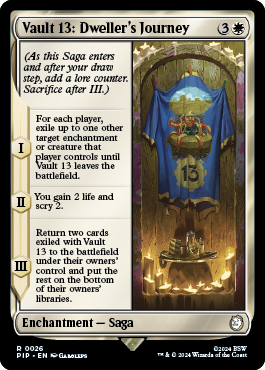 Vault 13: Dweller's Journey 3
(As this Saga enters
and after your draw
step, add a lore counter.
Sacrifice after III.)
I
For each player,
exile up to one other
target enchantment
or creature that
player controls until
Vault 13 leaves the
battlefield.
II
You gain 2 life and
scry 2.
III
Return two cards
exiled with Vault
13 to the battlefield
under their owners'
control and put the
rest on the bottom
of their owners'
libraries.
13
Enchantment — Saga
R 0026 ©2024 BSW
PIP • EN GABOLEPS ™ & © 2024 Wizards of the Coast